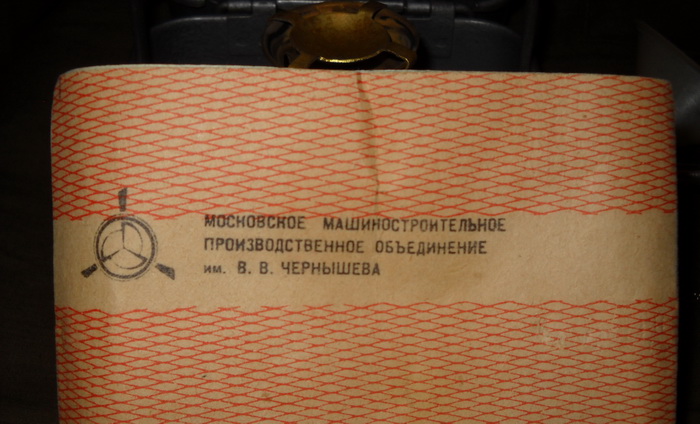 МОСКОВСКОЕ МАШИНОСТРОИТЕЛЬНОЕ
ПРОИЗВОДСТВЕННОЕ ОБЪЕДИНЕНИЕ
им. В. В. ЧЕРНЫШЕВА